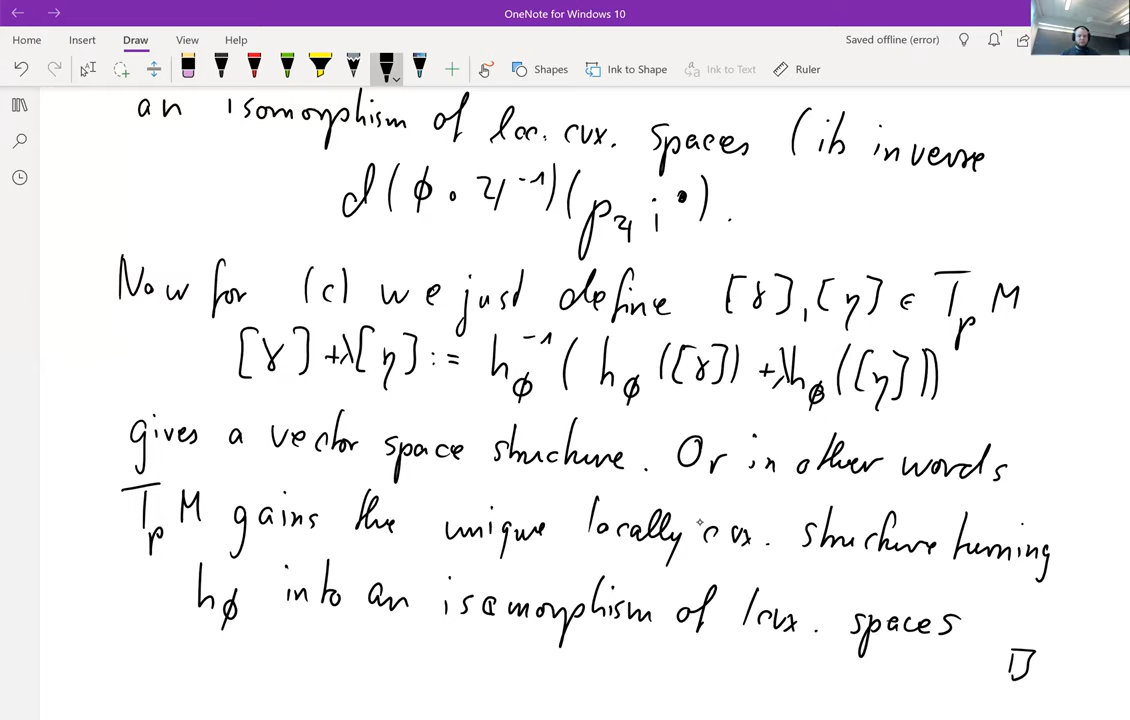 OneNote for Windows 10
Home Insert Draw View Help
Saved offline (error)
Shapes Ink to Shape Ink to Text Ruler
an isomorphism of loc. cvx. spaces (its inverse
d(ϕ ∘ ψ⁻¹)(p_ψ ; •).
Now for (c) we just define [γ], [η] ∈ T_p M
[γ] + λ[η] := h_ϕ⁻¹(h_ϕ([γ]) + λh_ϕ([η]))
gives a vector space structure. Or in other words
T_p M gains the unique locally cvx. structure turning
h_ϕ into an isomorphism of lcvx. spaces
□